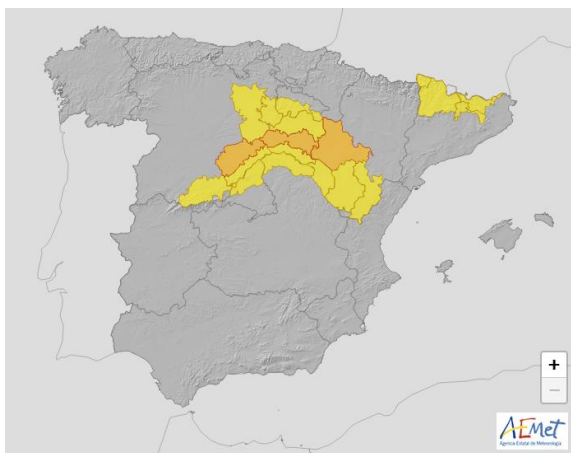 +
−
AEMet
Agencia Estatal de Meteorología